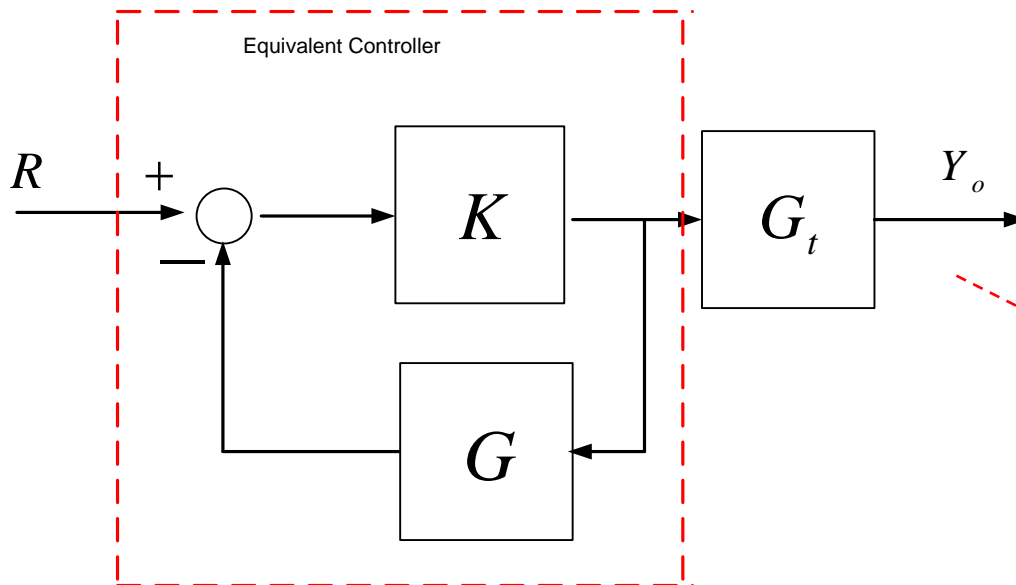 Equivalent Controller
R
+
K
G_t
Y_o
—
G